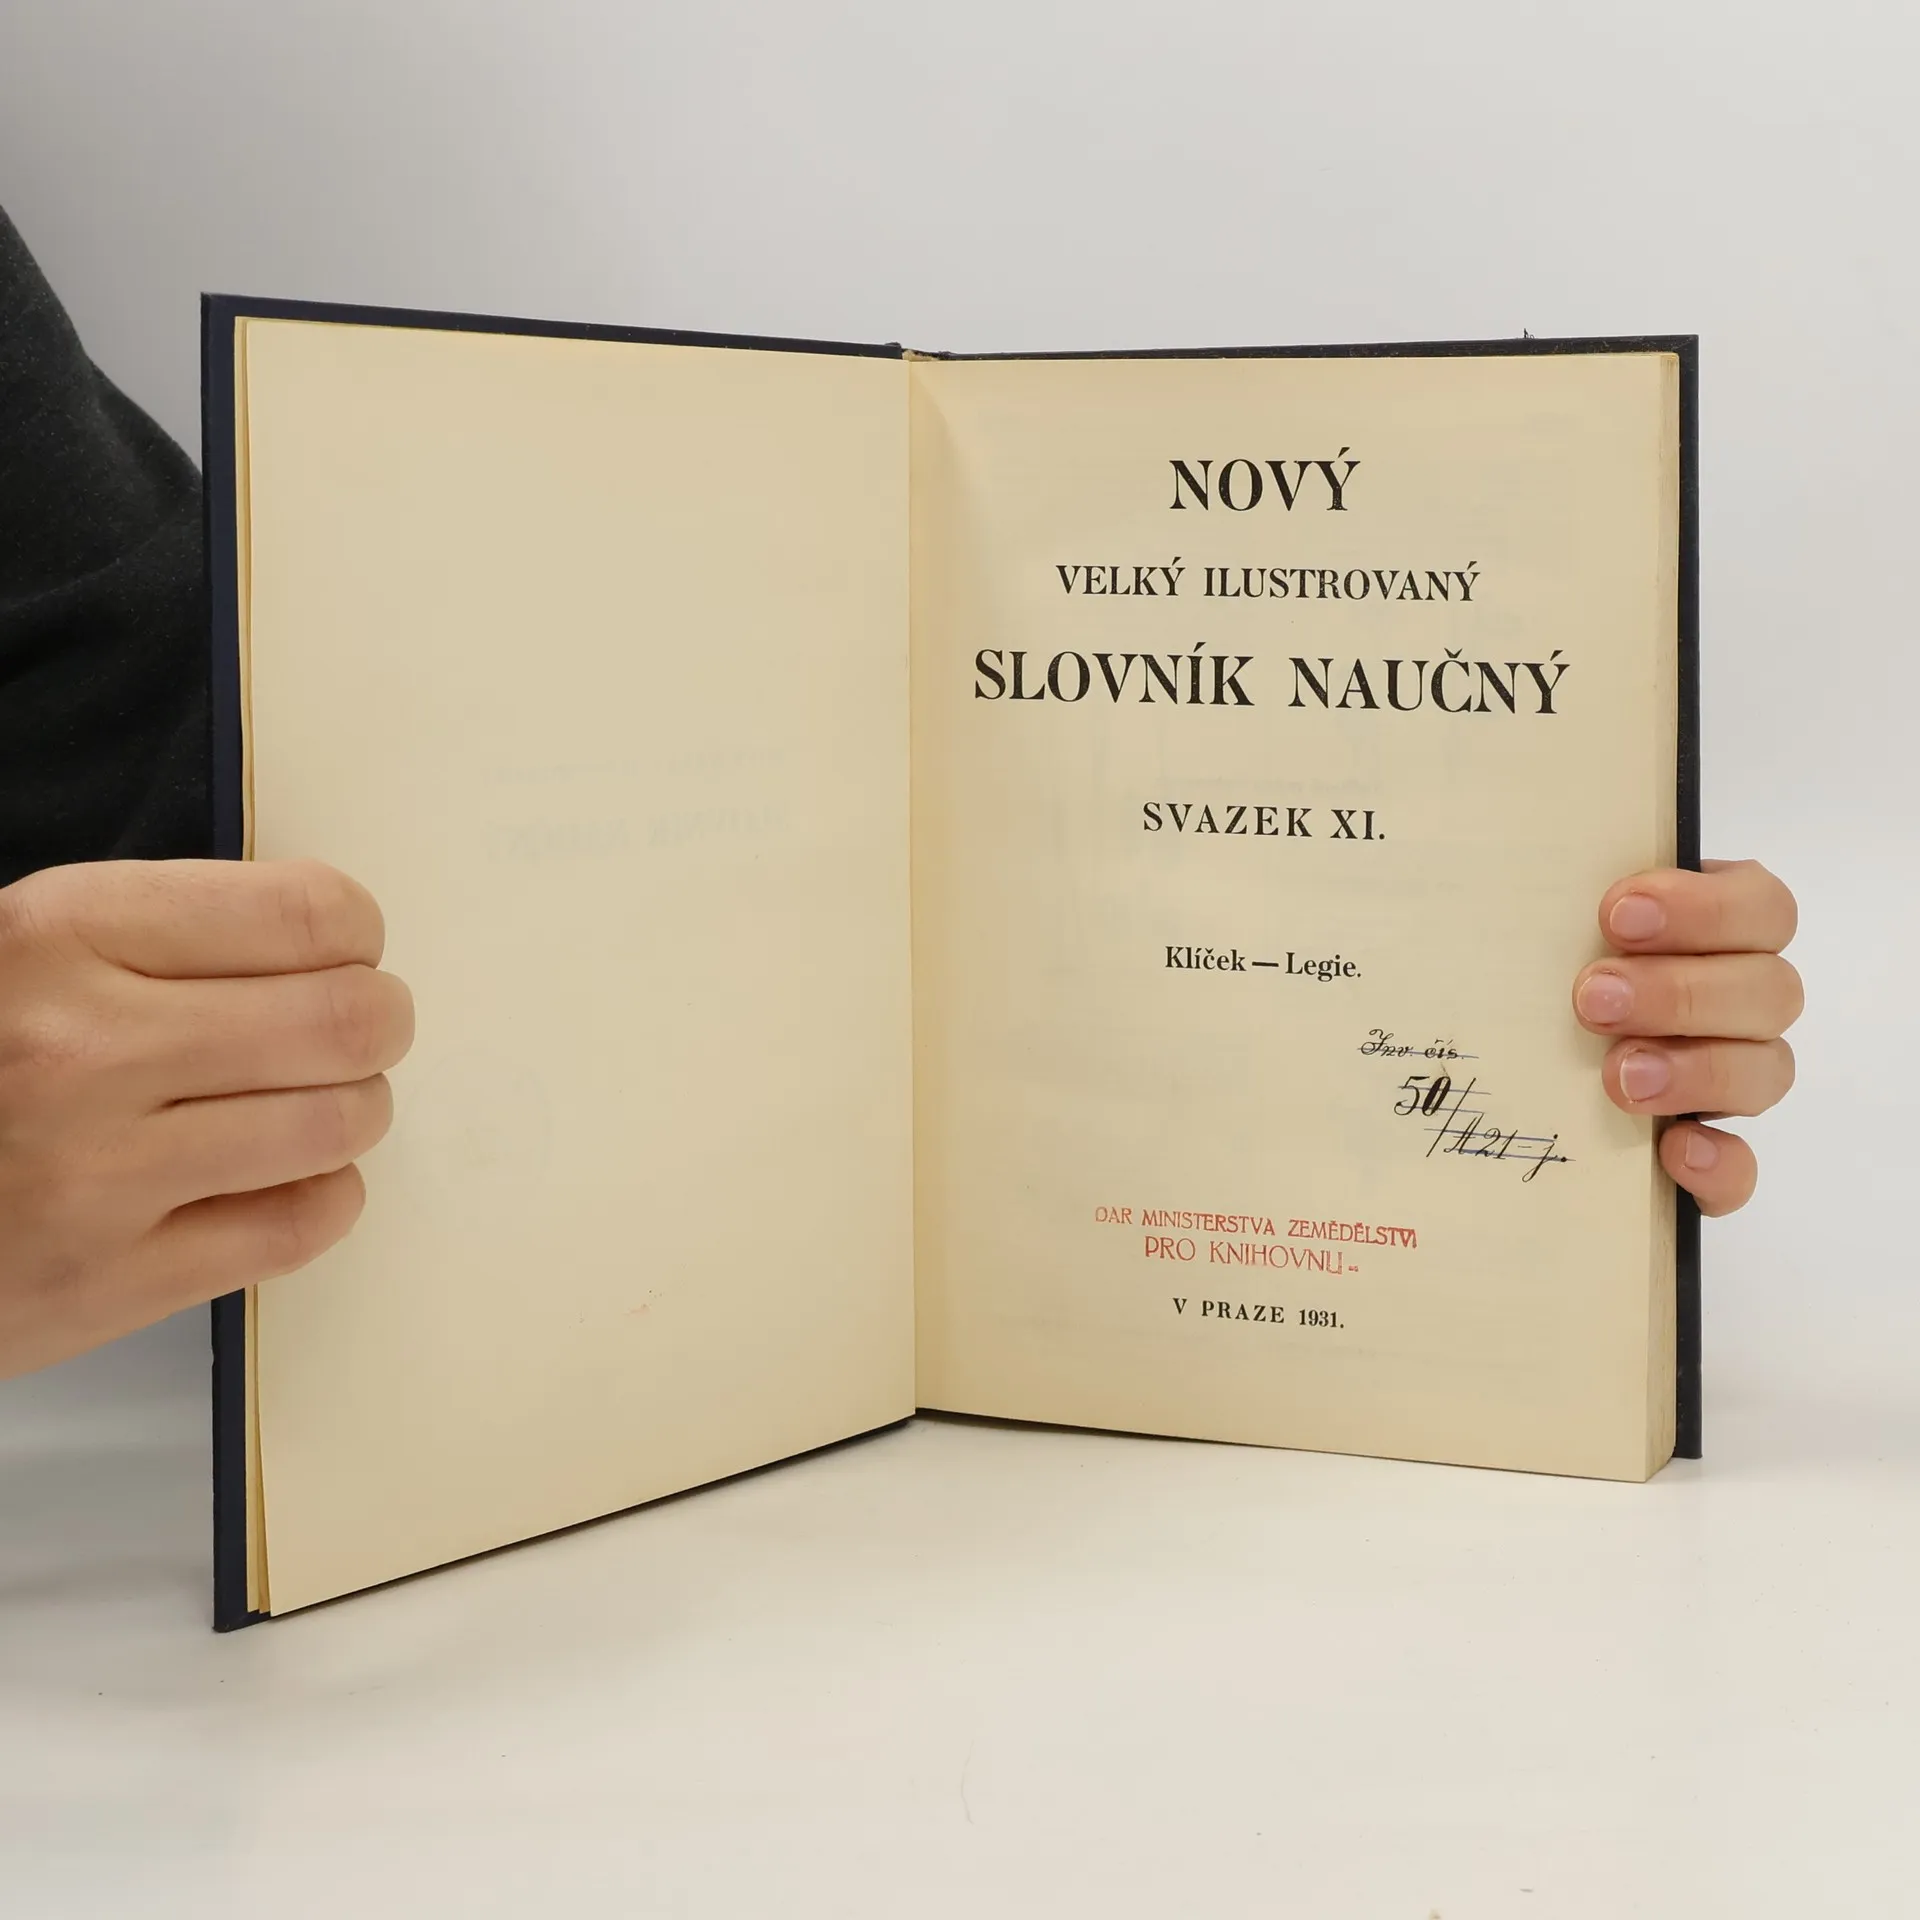 NOVÝ
VELKÝ ILUSTROVANÝ
SLOVNÍK NAUČNÝ
SVAZEK XI.
Klíček — Legie.
Inv. čís.
50/
DAR MINISTERSTVA ZEMĚDĚLSTVÍ
PRO KNIHOVNU
V PRAZE 1931.